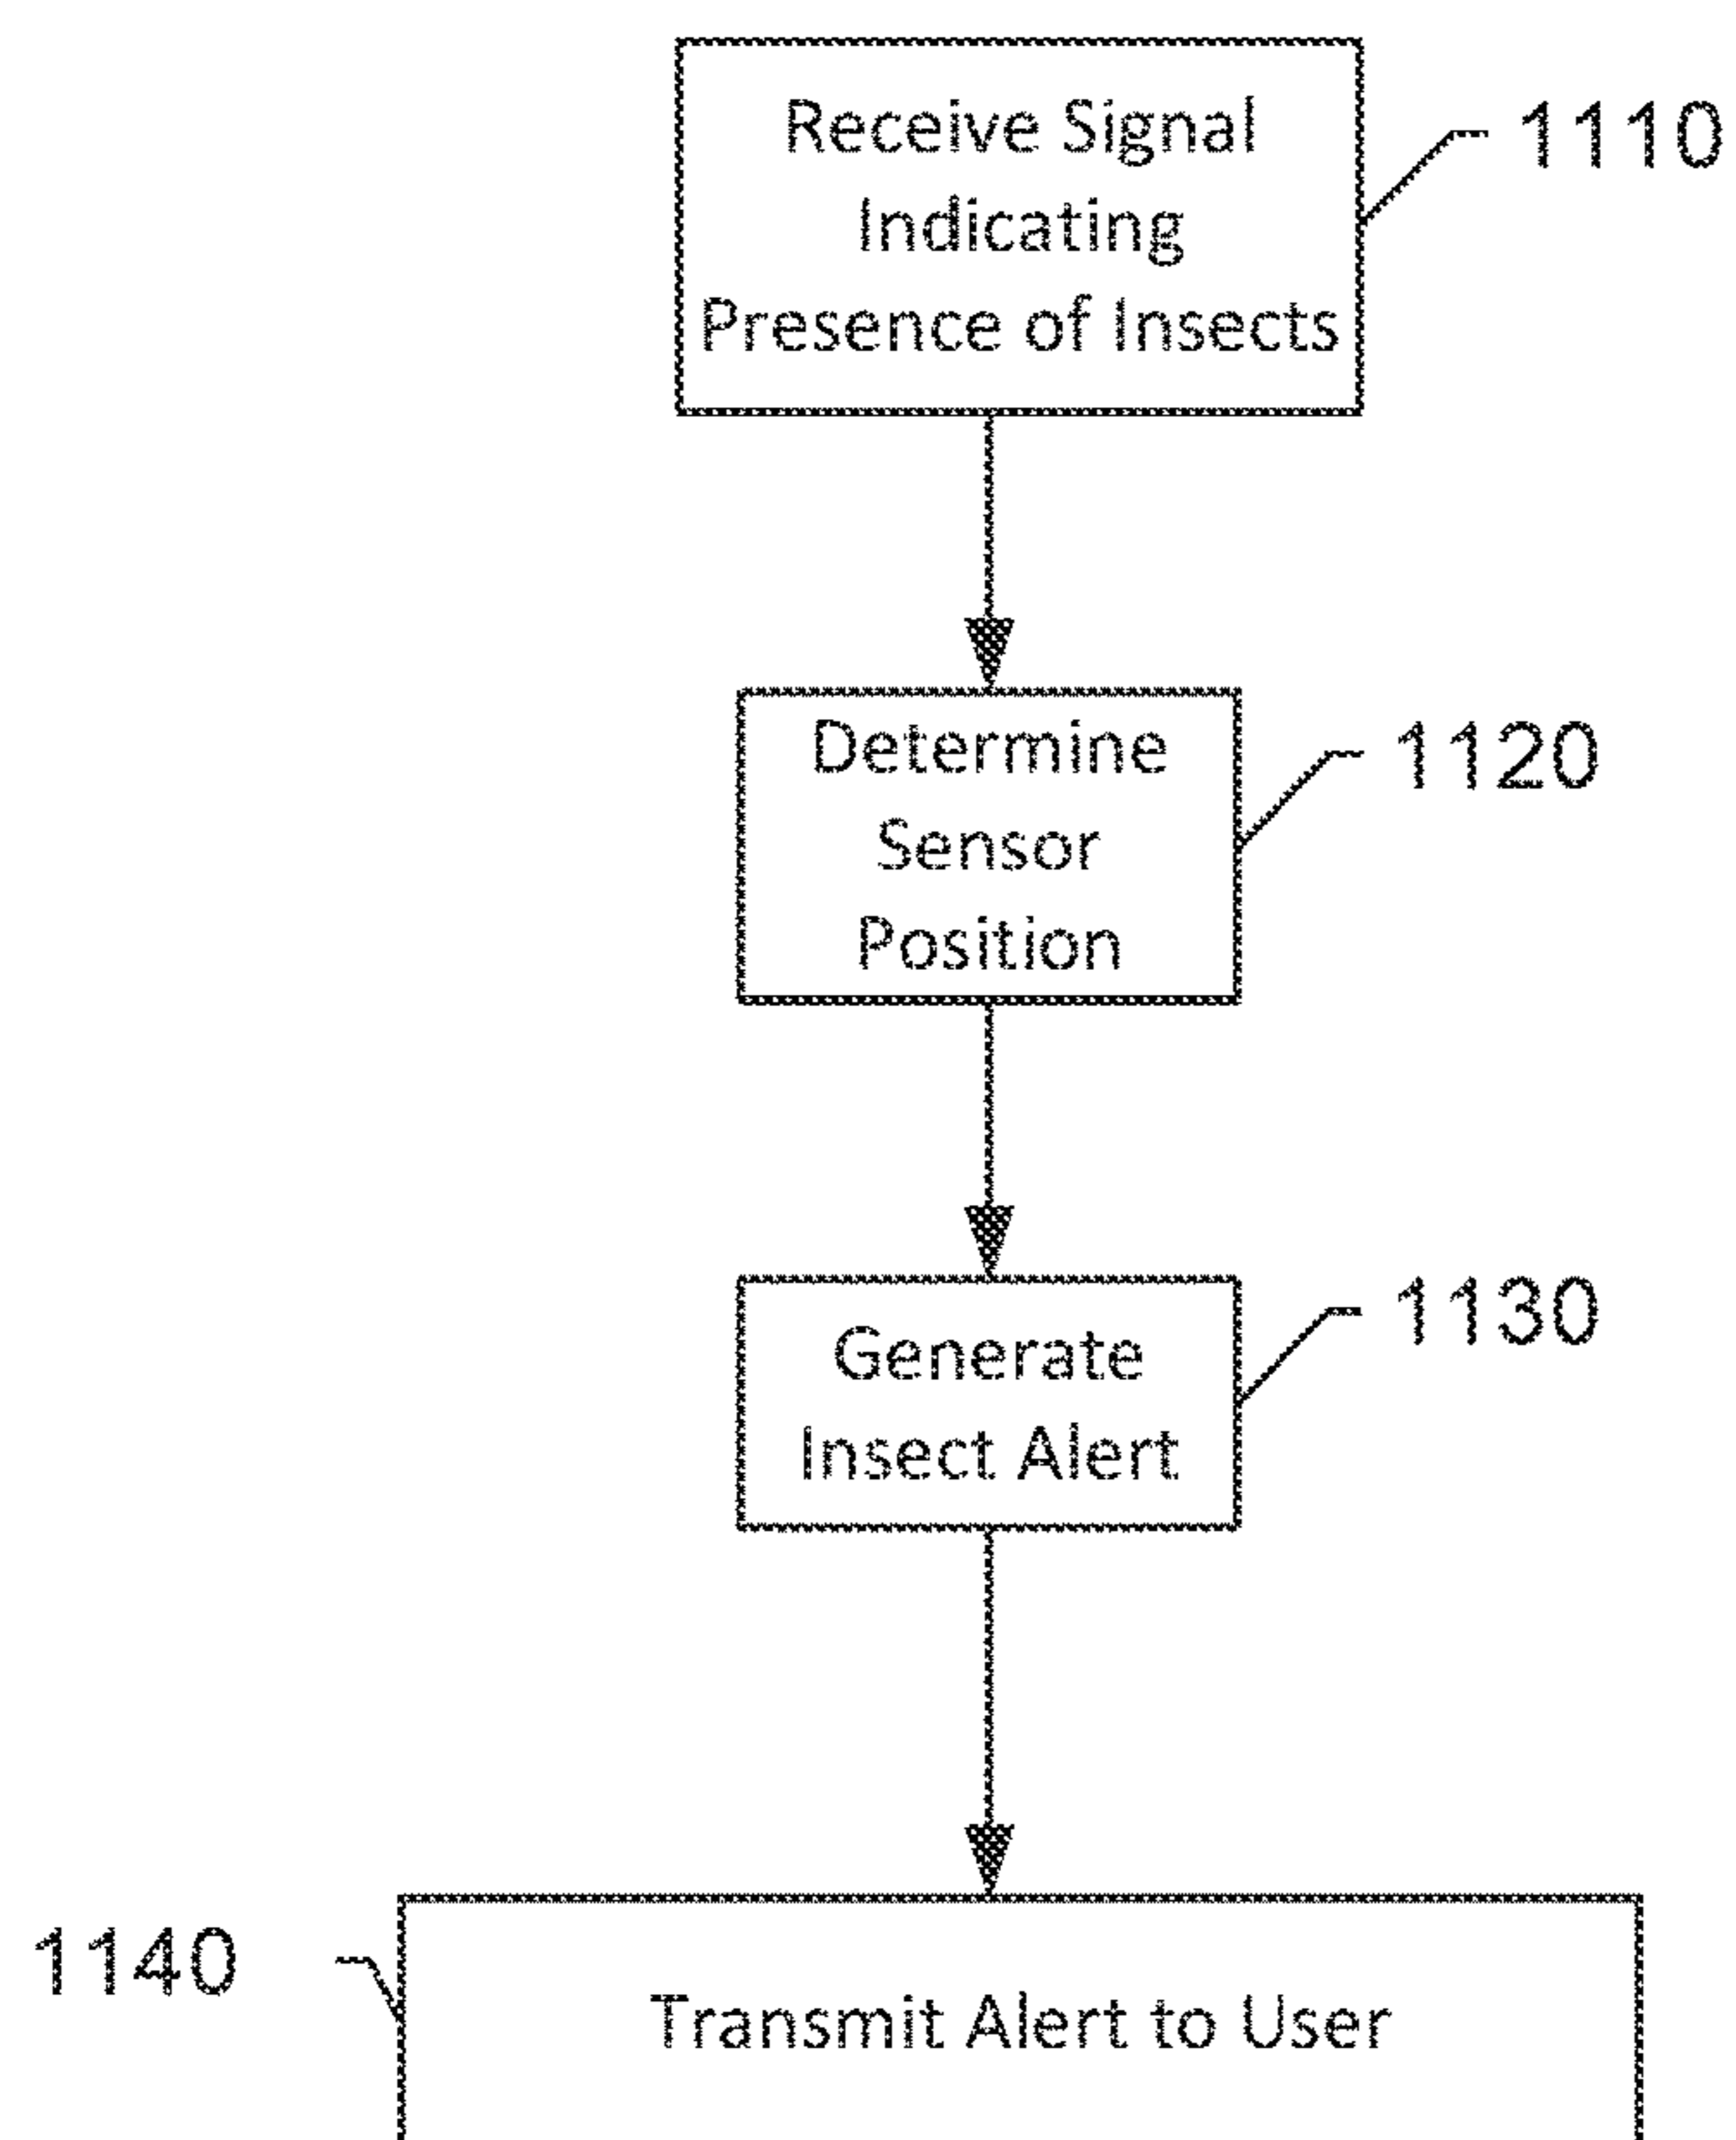 Receive Signal
Indicating
Presence of Insects
1110
Determine
Sensor
Position
1120
Generate
Insect Alert
1130
1140
Transmit Alert to User